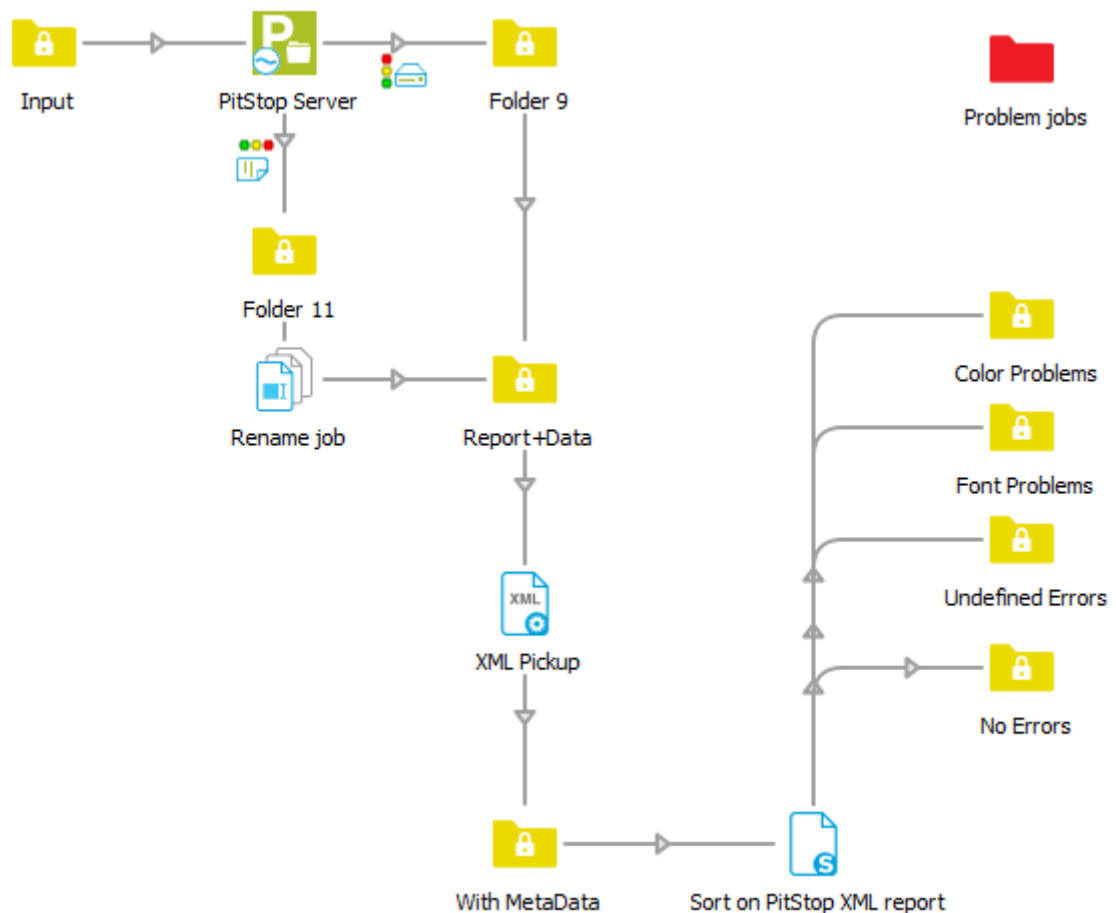 P
Input
PitStop Server
Folder 9
Problem jobs
Folder 11
Color Problems
Rename job
Report+Data
Font Problems
XML
Undefined Errors
XML Pickup
No Errors
S
With MetaData
Sort on PitStop XML report